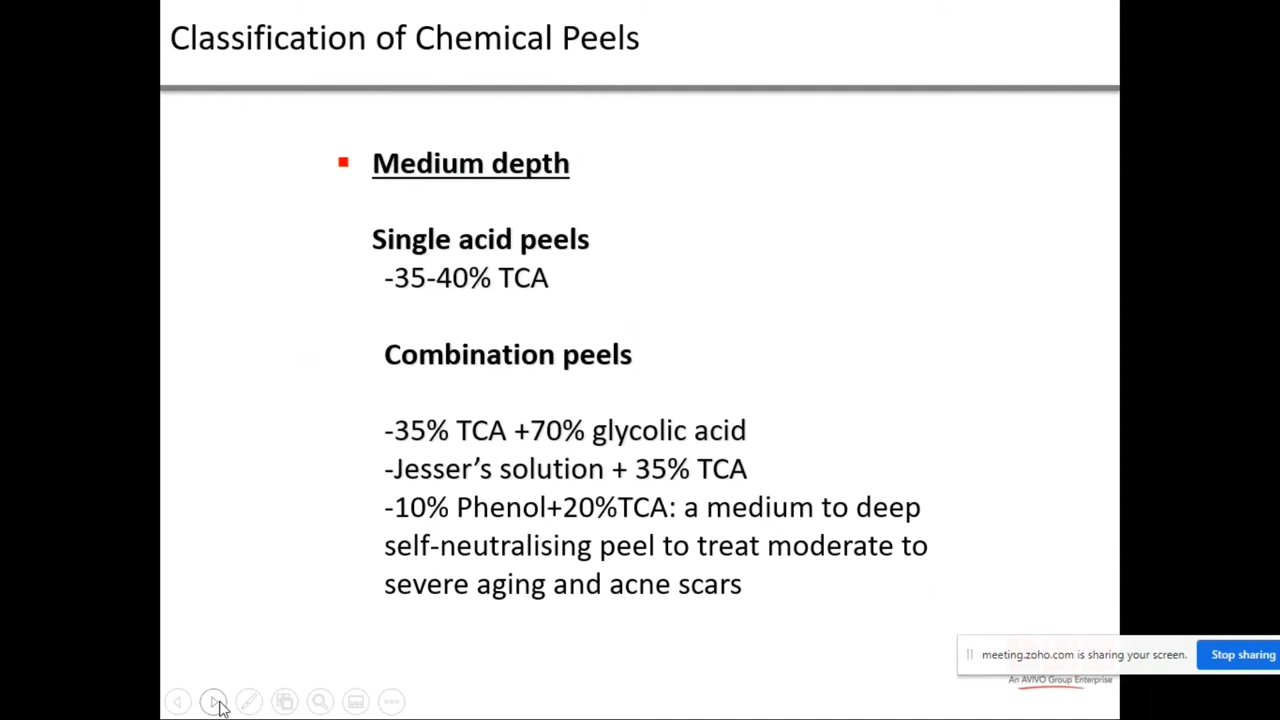 Classification of Chemical Peels
Medium depth
Single acid peels
-35-40% TCA
Combination peels
-35% TCA +70% glycolic acid
-Jesser’s solution + 35% TCA
-10% Phenol+20%TCA: a medium to deep
self-neutralising peel to treat moderate to
severe aging and acne scars
meeting.zoho.com is sharing your screen.
Stop sharing
An AVIVO Group Enterprise